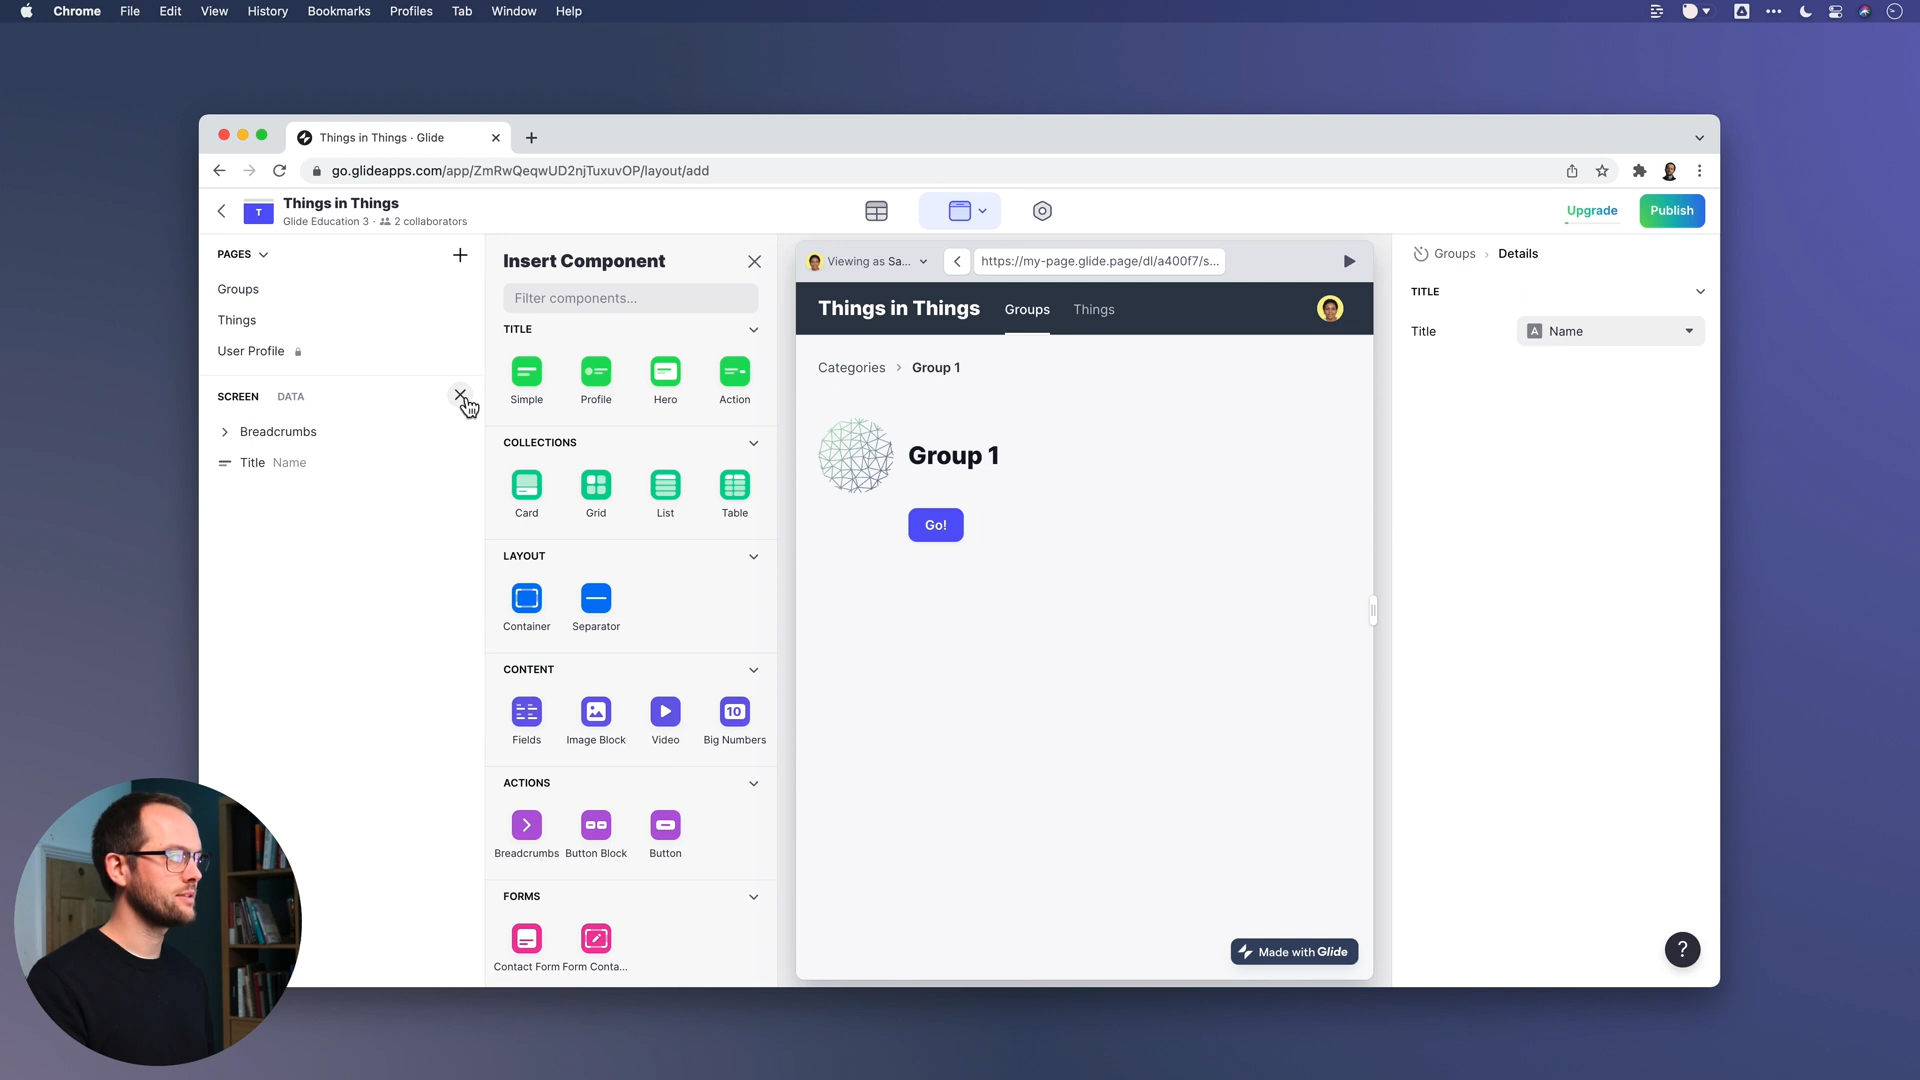 Chrome File Edit View History Bookmarks Profiles Tab Window Help
Things in Things · Glide
go.glideapps.com/app/ZmRwQeqwUD2njTuxuvOP/layout/add
T
Things in Things
Glide Education 3 · 2 collaborators
Upgrade
Publish
PAGES
Groups
Things
User Profile
SCREEN DATA
Breadcrumbs
Title Name
Insert Component
Filter components...
TITLE
Simple Profile Hero Action
COLLECTIONS
Card Grid List Table
LAYOUT
Container Separator
CONTENT
10
Fields Image Block Video Big Numbers
ACTIONS
Breadcrumbs Button Block Button
FORMS
Contact Form Form Conta...
Viewing as Sa...
https://my-page.glide.page/dl/a400f7/s...
Things in Things Groups Things
Categories > Group 1
Group 1
Go!
Made with Glide
Groups > Details
TITLE
Title A Name
?